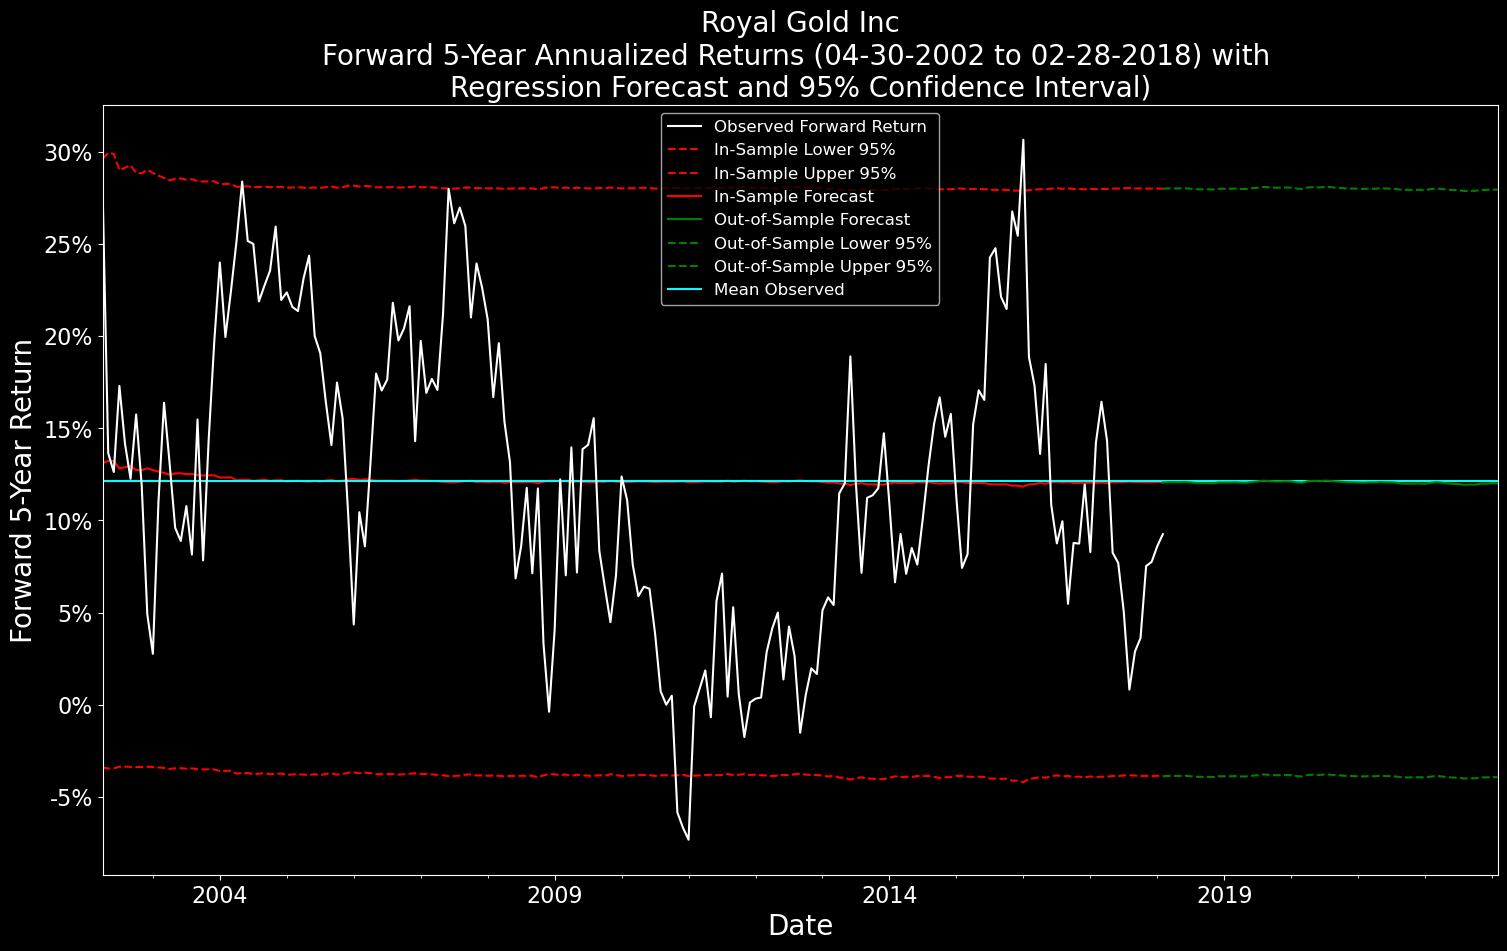 Royal Gold Inc
Forward 5-Year Annualized Returns (04-30-2002 to 02-28-2018) with
Regression Forecast and 95% Confidence Interval)
Observed Forward Return
In-Sample Lower 95%
In-Sample Upper 95%
In-Sample Forecast
Out-of-Sample Forecast
Out-of-Sample Lower 95%
Out-of-Sample Upper 95%
Mean Observed
Forward 5-Year Return
30%
25%
20%
15%
10%
5%
0%
-5%
2004
2009
2014
2019
Date